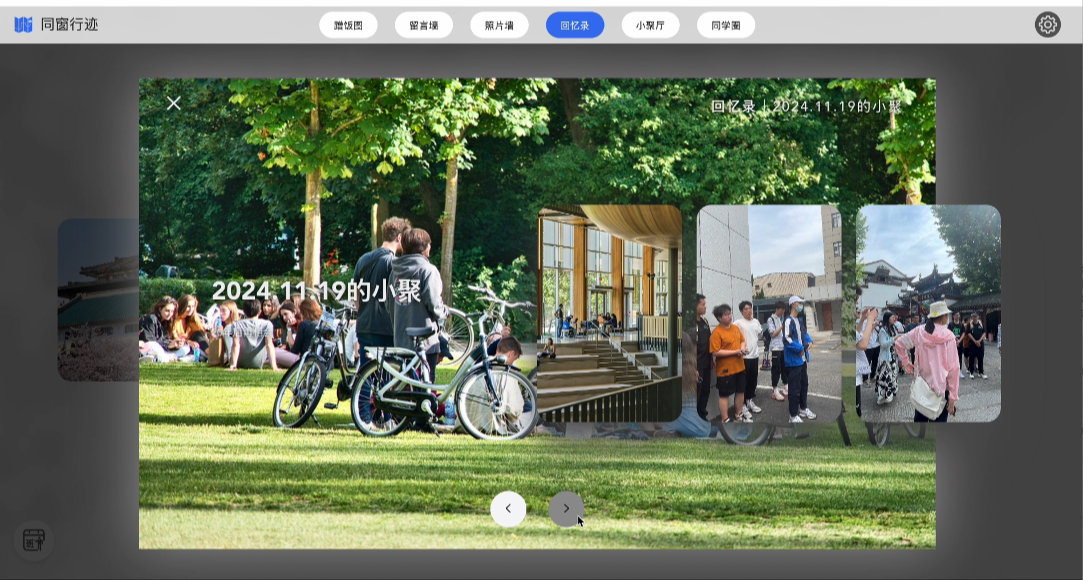 同窗行迹
蹭饭图
留言墙
照片墙
回忆录
小聚厅
同学圈
回忆录 | 2024.11.19的小聚
2024.11.19的小聚